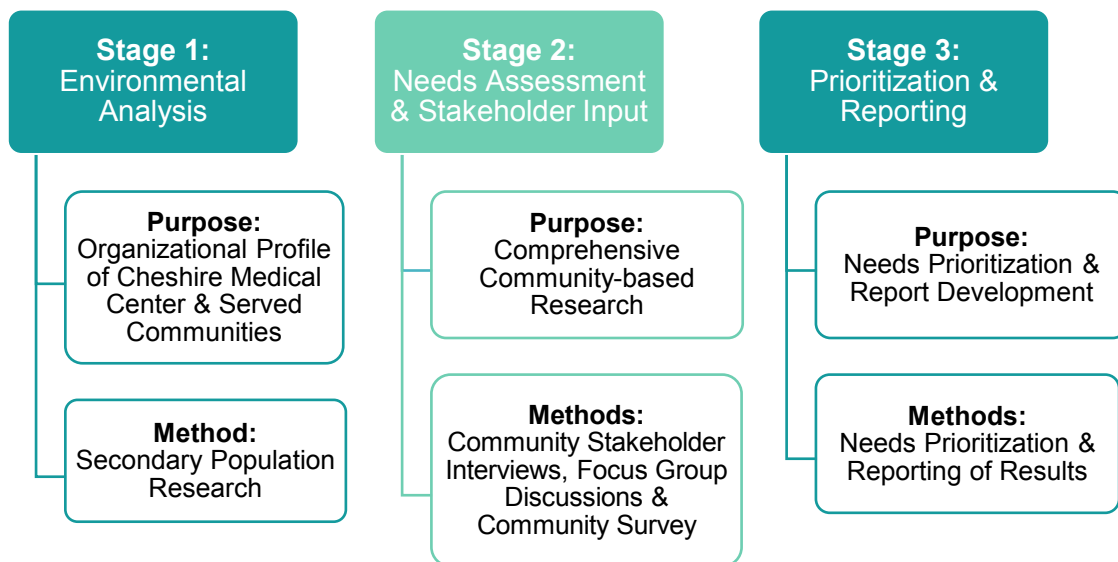 Stage 1:
Environmental
Analysis
Purpose:
Organizational Profile
of Cheshire Medical
Center & Served
Communities
Method:
Secondary Population
Research
Stage 2:
Needs Assessment
& Stakeholder Input
Purpose:
Comprehensive
Community-based
Research
Methods:
Community Stakeholder
Interviews, Focus Group
Discussions &
Community Survey
Stage 3:
Prioritization &
Reporting
Purpose:
Needs Prioritization &
Report Development
Methods:
Needs Prioritization &
Reporting of Results